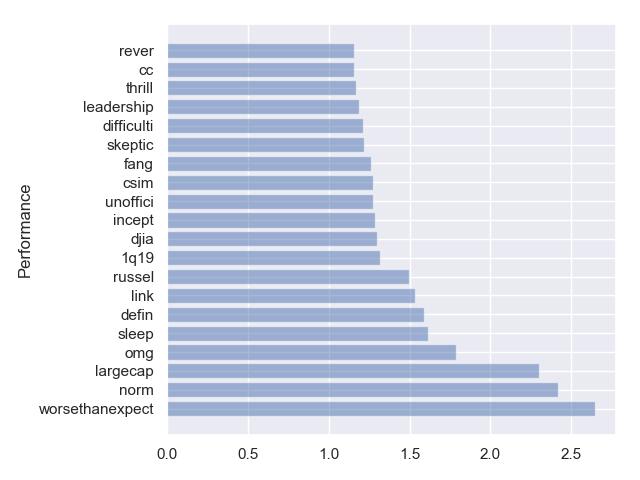 rever
cc
thrill
leadership
difficulti
skeptic
fang
csim
unoffici
incept
djia
1q19
russel
link
defin
sleep
omg
largecap
norm
worsethanexpect
Performance
0.0 0.5 1.0 1.5 2.0 2.5